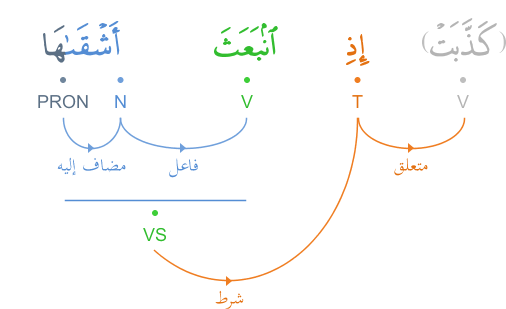 (كَذَّبَتْ) إِذِ ٱنۢبَعَثَ أَشْقَىٰهَا
V T V N PRON
متعلق فاعل مضاف إليه
VS
شرط